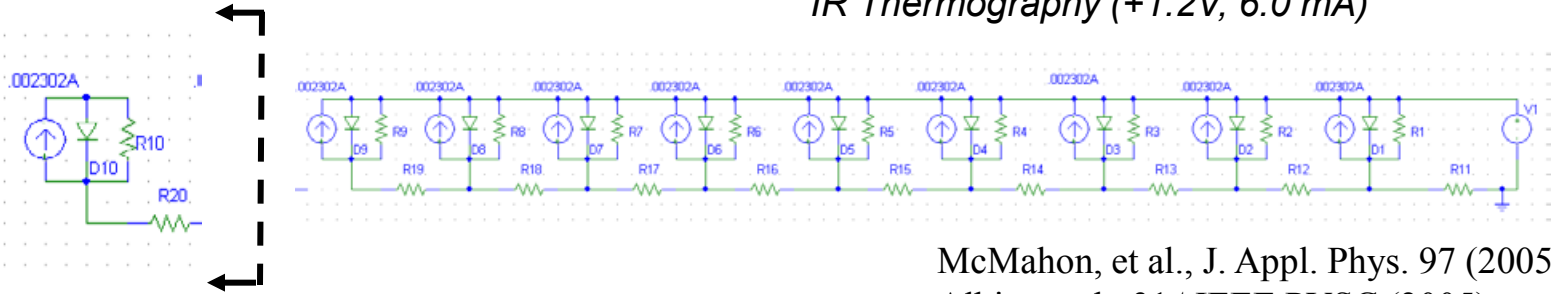 IR Thermography (+1.2V, 6.0 mA)
.002302A
R10
D10
R20
.002302A .002302A .002302A .002302A .002302A .002302A .002302A .002302A .002302A
V1
R9 R8 R7 R6 R5 R4 R3 R2 R1
D9 D8 D7 D6 D5 D4 D3 D2 D1
R19 R18 R17 R16 R15 R14 R13 R12 R11
McMahon, et al., J. Appl. Phys. 97 (2005